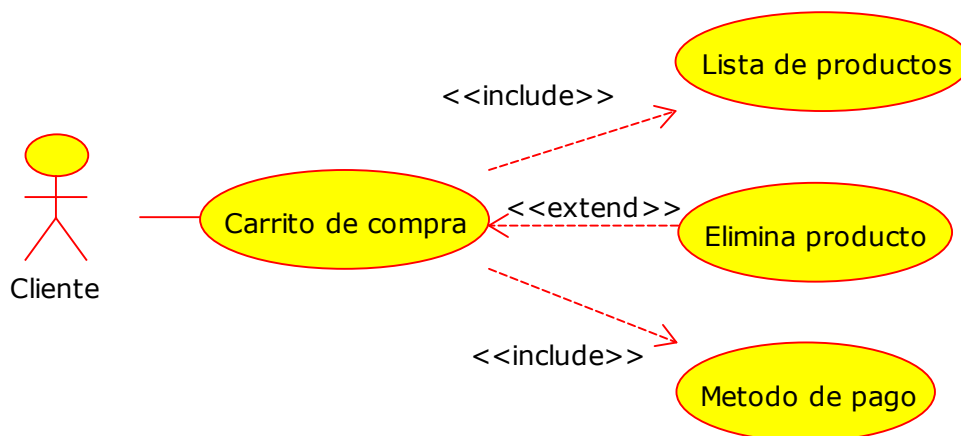 Lista de productos
<<include>>
<<extend>>
Carrito de compra
Elimina producto
Cliente
<<include>>
Metodo de pago